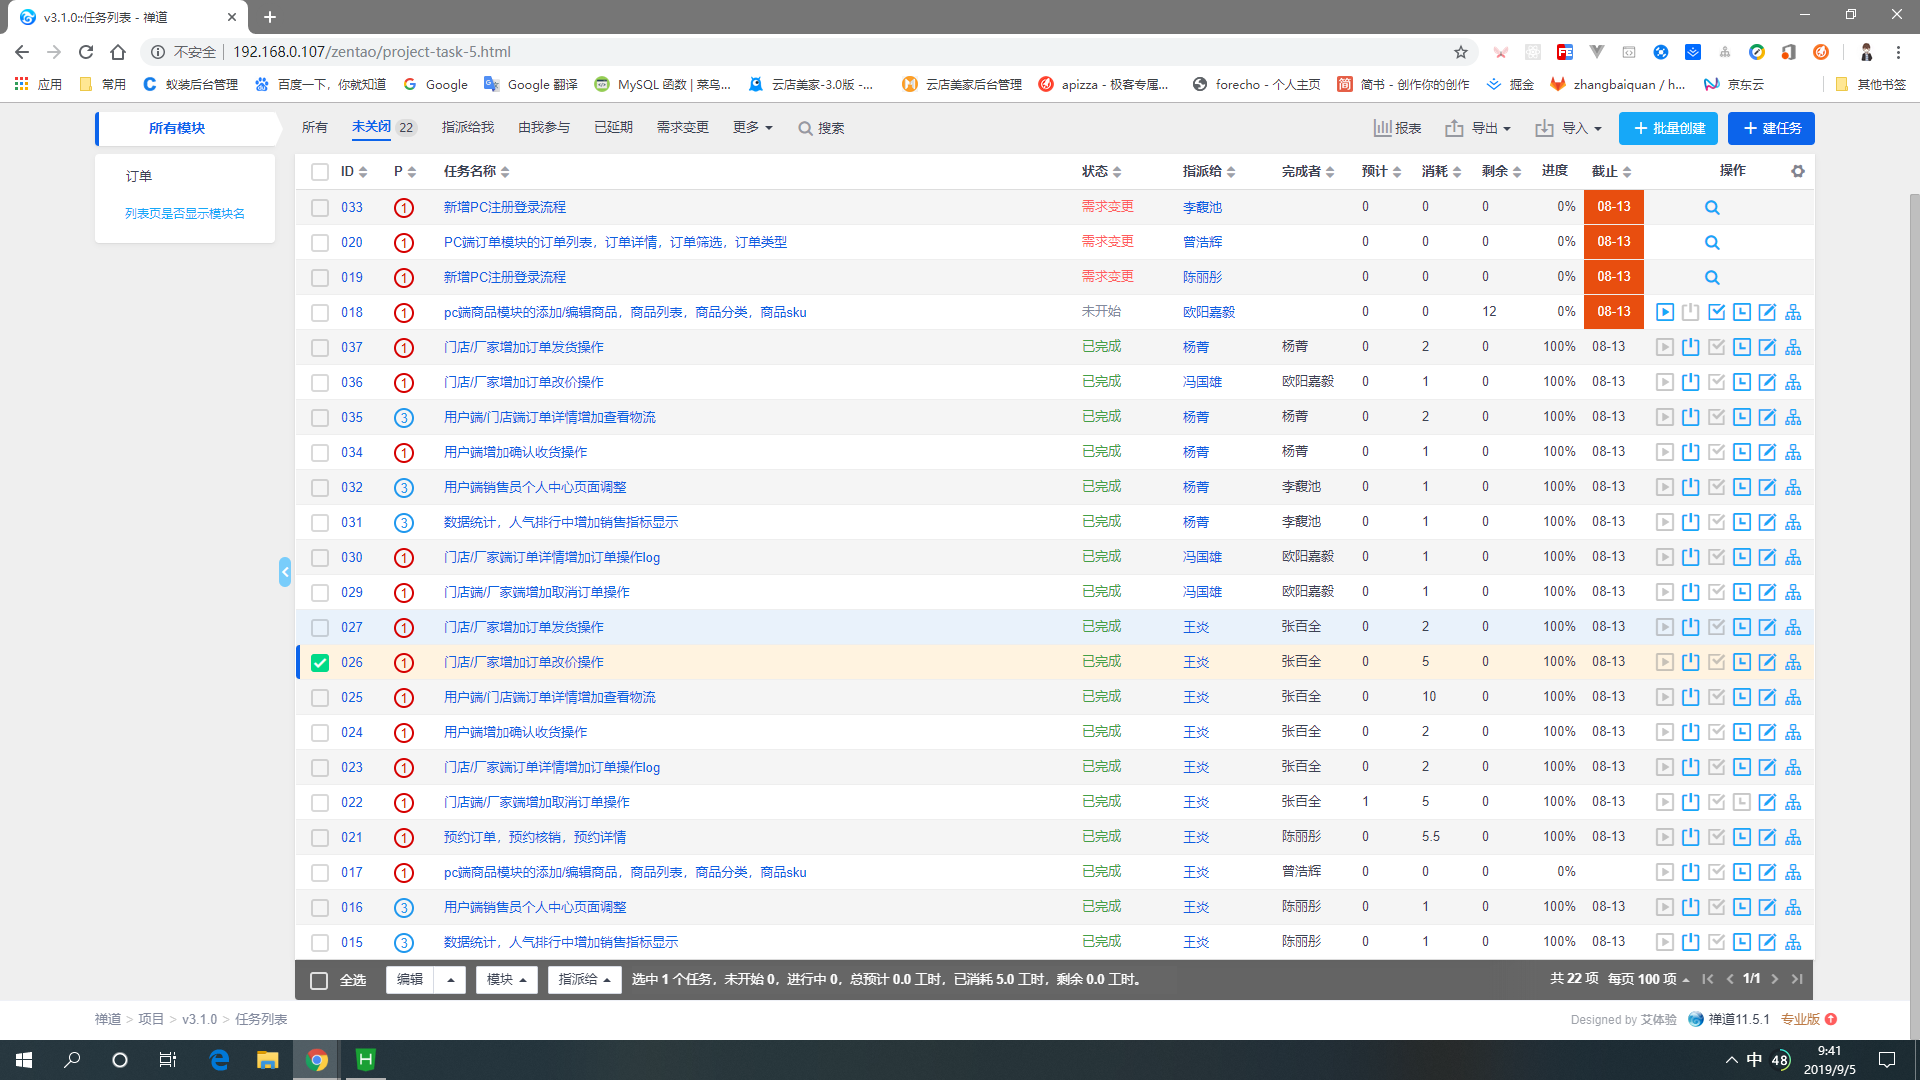 v3.1.0::任务列表 - 禅道
不安全 192.168.0.107/zentao/project-task-5.html
应用 常用 蚁装后台管理 百度一下，你就知道 Google Google 翻译 MySQL 函数 | 菜鸟... 云店美家-3.0版 -... 云店美家后台管理 apizza - 极客专属... forecho - 个人主页 简书 - 创作你的创作 掘金 zhangbaiquan / h... 京东云 其他书签
所有模块 所有 未关闭 22 指派给我 由我参与 已延期 需求变更 更多 搜索 报表 导出 导入 批量创建 建任务
订单
列表页是否显示模块名
ID P 任务名称 状态 指派给 完成者 预计 消耗 剩余 进度 截止 操作
033 1 新增PC注册登录流程 需求变更 李馥池 0 0 0 0% 08-13
020 1 PC端订单模块的订单列表，订单详情，订单筛选，订单类型 需求变更 曾浩辉 0 0 0 0% 08-13
019 1 新增PC注册登录流程 需求变更 陈丽彤 0 0 0 0% 08-13
018 1 pc端商品模块的添加/编辑商品，商品列表，商品分类，商品sku 未开始 欧阳嘉毅 0 0 12 0% 08-13
037 1 门店/厂家增加订单发货操作 已完成 杨菁 杨菁 0 2 0 100% 08-13
036 1 门店/厂家增加订单改价操作 已完成 冯国雄 欧阳嘉毅 0 1 0 100% 08-13
035 3 用户端/门店端订单详情增加查看物流 已完成 杨菁 杨菁 0 2 0 100% 08-13
034 1 用户端增加确认收货操作 已完成 杨菁 杨菁 0 1 0 100% 08-13
032 3 用户端销售员个人中心页面调整 已完成 杨菁 李馥池 0 1 0 100% 08-13
031 3 数据统计，人气排行中增加销售指标显示 已完成 杨菁 李馥池 0 1 0 100% 08-13
030 1 门店/厂家端订单详情增加订单操作log 已完成 冯国雄 欧阳嘉毅 0 1 0 100% 08-13
029 1 门店端/厂家端增加取消订单操作 已完成 冯国雄 欧阳嘉毅 0 1 0 100% 08-13
027 1 门店/厂家增加订单发货操作 已完成 王炎 张百全 0 2 0 100% 08-13
026 1 门店/厂家增加订单改价操作 已完成 王炎 张百全 0 5 0 100% 08-13
025 1 用户端/门店端订单详情增加查看物流 已完成 王炎 张百全 0 10 0 100% 08-13
024 1 用户端增加确认收货操作 已完成 王炎 张百全 0 2 0 100% 08-13
023 1 门店/厂家端订单详情增加订单操作log 已完成 王炎 张百全 0 2 0 100% 08-13
022 1 门店端/厂家端增加取消订单操作 已完成 王炎 张百全 1 5 0 100% 08-13
021 1 预约订单，预约核销，预约详情 已完成 王炎 陈丽彤 0 5.5 0 100% 08-13
017 1 pc端商品模块的添加/编辑商品，商品列表，商品分类，商品sku 已完成 王炎 曾浩辉 0 0 0 0%
016 3 用户端销售员个人中心页面调整 已完成 王炎 陈丽彤 0 1 0 100% 08-13
015 3 数据统计，人气排行中增加销售指标显示 已完成 王炎 陈丽彤 0 1 0 100% 08-13
全选 编辑 模块 指派给 选中 1 个任务，未开始 0，进行中 0，总预计 0.0 工时，已消耗 5.0 工时，剩余 0.0 工时。 共 22 项 每页 100 项 1/1
禅道 > 项目 > v3.1.0 > 任务列表 Designed by 艾体验 禅道11.5.1 专业版
中 48 9:41
2019/9/5